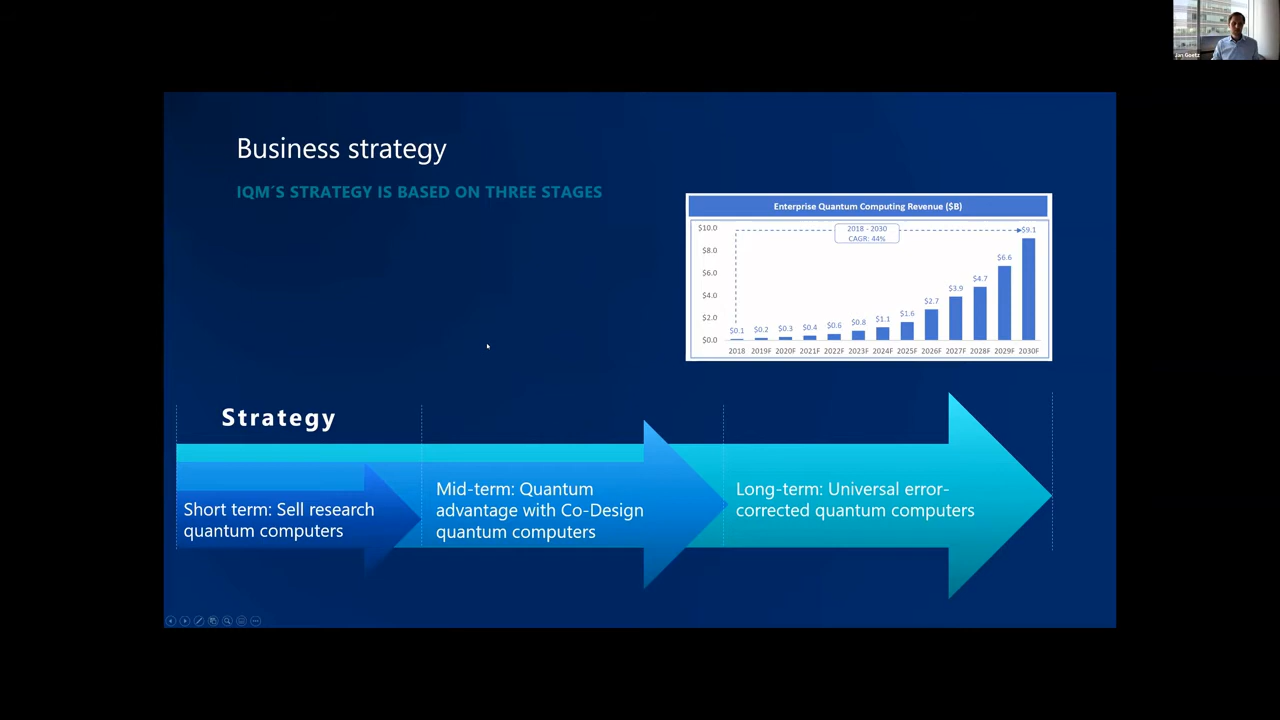 Jan Goetz
Business strategy
IQM´S STRATEGY IS BASED ON THREE STAGES
Enterprise Quantum Computing Revenue ($B)
$10.0
$8.0
$6.0
$4.0
$2.0
$0.0
2018 - 2030
CAGR: 44%
$0.1 $0.2 $0.3 $0.4 $0.6 $0.8 $1.1 $1.6 $2.7 $3.9 $4.7 $6.6 $9.1
2018 2019F 2020F 2021F 2022F 2023F 2024F 2025F 2026F 2027F 2028F 2029F 2030F
Strategy
Short term: Sell research
quantum computers
Mid-term: Quantum
advantage with Co-Design
quantum computers
Long-term: Universal error-
corrected quantum computers